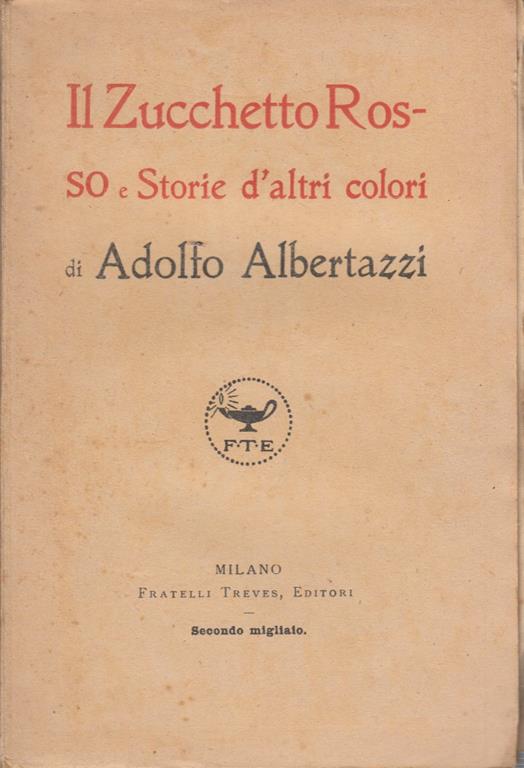 Il Zucchetto Ros-
so e Storie d'altri colori
di Adolfo Albertazzi
F·T·E
MILANO
FRATELLI TREVES, EDITORI
—
Secondo migliaio.